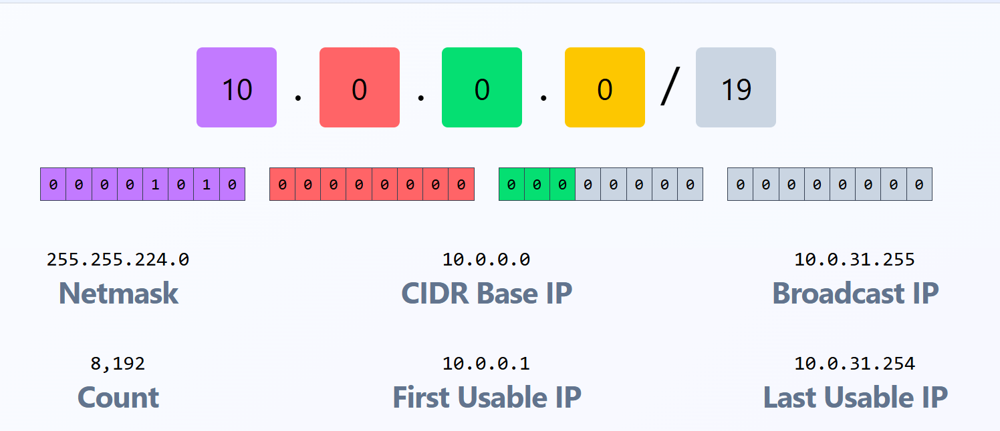 10 . 0 . 0 . 0 / 19
0 0 0 0 1 0 1 0 0 0 0 0 0 0 0 0 0 0 0 0 0 0 0 0 0 0 0 0 0 0 0 0
255.255.224.0 10.0.0.0 10.0.31.255
Netmask CIDR Base IP Broadcast IP
8,192 10.0.0.1 10.0.31.254
Count First Usable IP Last Usable IP